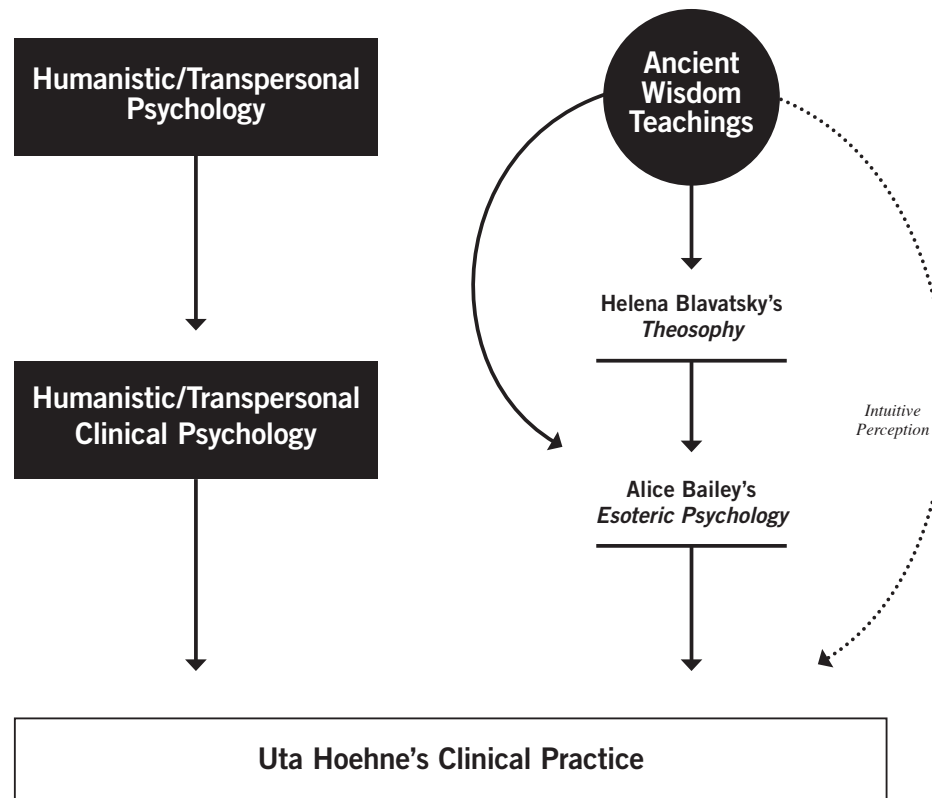 Humanistic/Transpersonal
Psychology
Ancient
Wisdom
Teachings
Helena Blavatsky’s
Theosophy
Humanistic/Transpersonal
Clinical Psychology
Intuitive
Perception
Alice Bailey’s
Esoteric Psychology
Uta Hoehne’s Clinical Practice